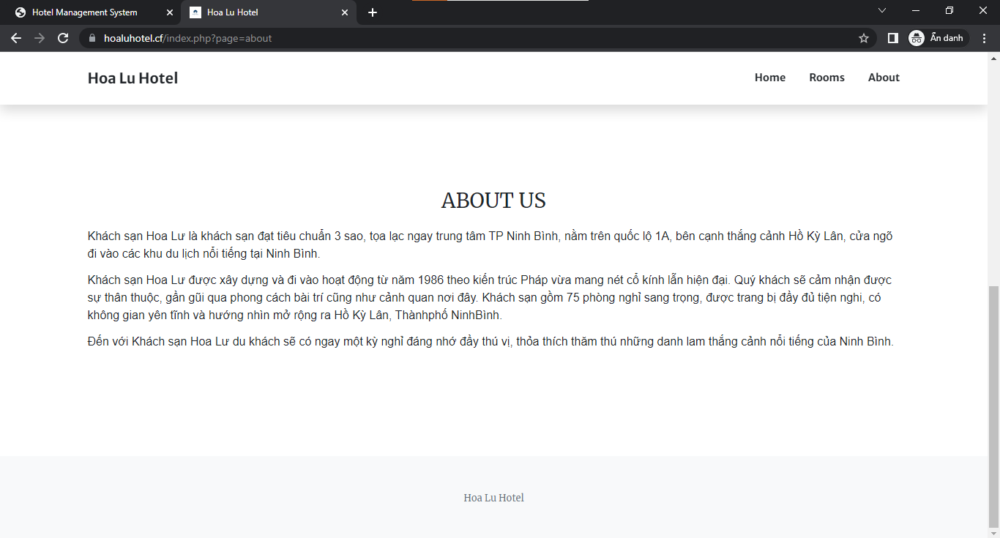 Hotel Management System
Hoa Lu Hotel
hoaluhotel.cf/index.php?page=about
Ẩn danh
Hoa Lu Hotel
Home Rooms About
ABOUT US
Khách sạn Hoa Lư là khách sạn đạt tiêu chuẩn 3 sao, tọa lạc ngay trung tâm TP Ninh Bình, nằm trên quốc lộ 1A, bên cạnh thắng cảnh Hồ Kỳ Lân, cửa ngõ
đi vào các khu du lịch nổi tiếng tại Ninh Bình.
Khách sạn Hoa Lư được xây dựng và đi vào hoạt động từ năm 1986 theo kiến trúc Pháp vừa mang nét cổ kính lẫn hiện đại. Quý khách sẽ cảm nhận được
sự thân thuộc, gần gũi qua phong cách bài trí cũng như cảnh quan nơi đây. Khách sạn gồm 75 phòng nghỉ sang trọng, được trang bị đầy đủ tiện nghi, có
không gian yên tĩnh và hướng nhìn mở rộng ra Hồ Kỳ Lân, Thànhphố NinhBình.
Đến với Khách sạn Hoa Lư du khách sẽ có ngay một kỳ nghỉ đáng nhớ đầy thú vị, thỏa thích thăm thú những danh lam thắng cảnh nổi tiếng của Ninh Bình.
Hoa Lu Hotel